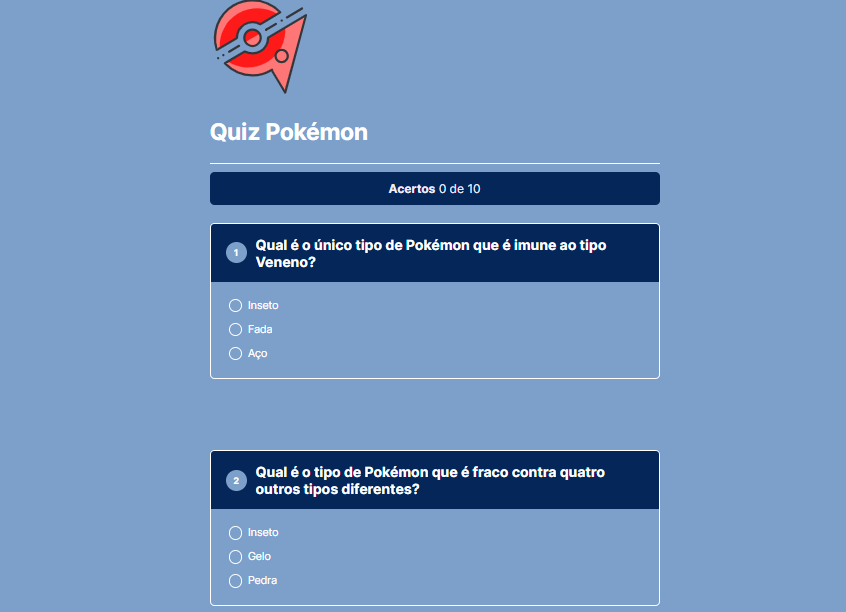 Quiz Pokémon
Acertos 0 de 10
1
Qual é o único tipo de Pokémon que é imune ao tipo
Veneno?
Inseto
Fada
Aço
2
Qual é o tipo de Pokémon que é fraco contra quatro
outros tipos diferentes?
Inseto
Gelo
Pedra